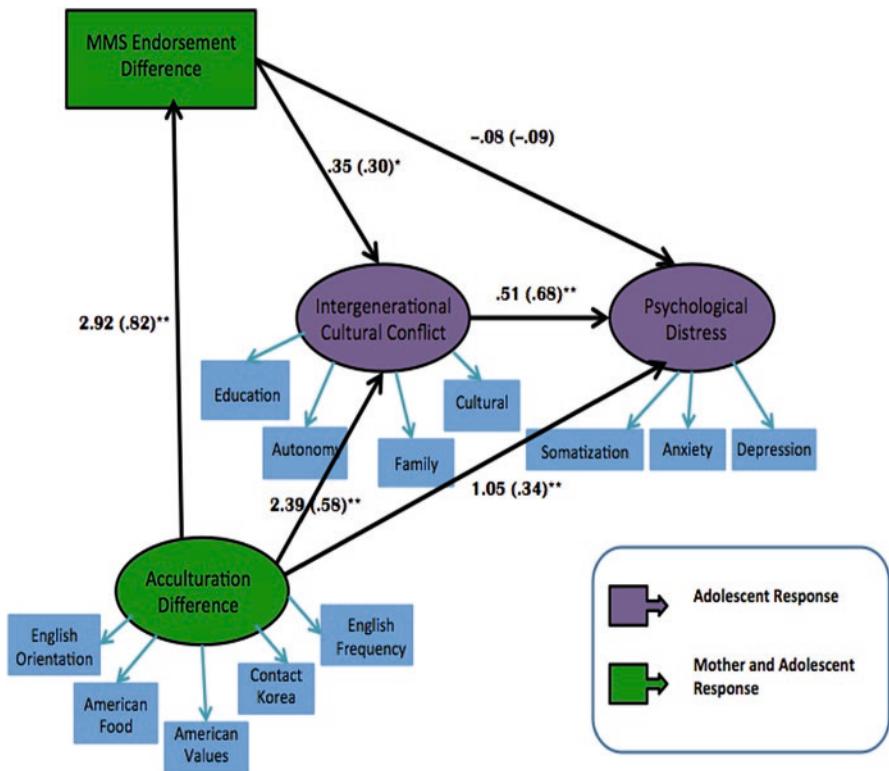 MMS Endorsement
Difference
-.08 (-.09)
.35 (.30)*
2.92 (.82)**
Intergenerational
Cultural Conflict
.51 (.68)**
Psychological
Distress
Education
Autonomy
Family
Cultural
Somatization
Anxiety
Depression
2.39 (.58)**
1.05 (.34)**
Acculturation
Difference
English
Orientation
American
Food
American
Values
Contact
Korea
English
Frequency
Adolescent Response
Mother and Adolescent
Response